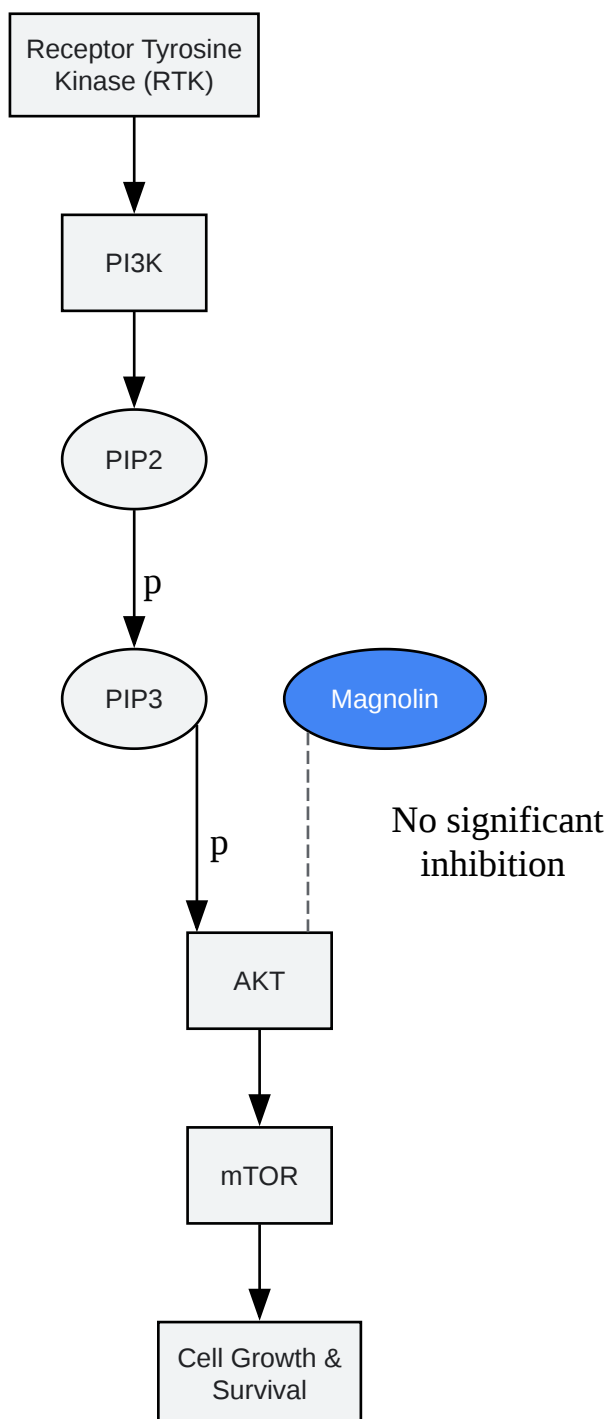 Receptor Tyrosine
Kinase (RTK)
PI3K
PIP2
p
PIP3
Magnolin
No significant
inhibition
p
AKT
mTOR
Cell Growth &
Survival